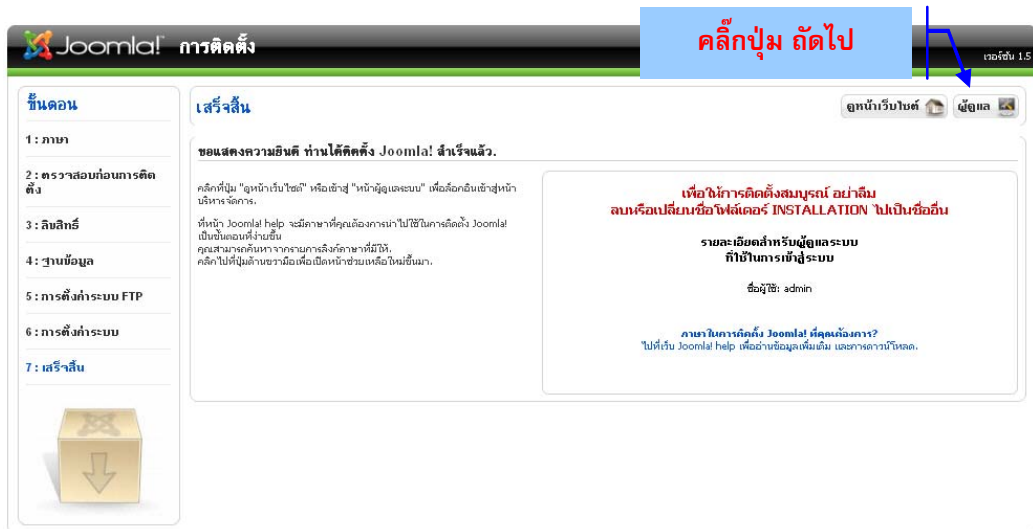 คลิ๊กปุ่ม ถัดไป
Joomla! การติดตั้ง
เวอร์ชั่น 1.5
ขั้นตอน
1 : ภาษา
2 : ตรวจสอบก่อนการติด
ตั้ง
3 : ลิขสิทธิ์
4 : ฐานข้อมูล
5 : การตั้งค่าระบบ FTP
6 : การตั้งค่าระบบ
7 : เสร็จสิ้น
เสร็จสิ้น
ดูหน้าเว็บไซต์
ผู้ดูแล
ขอแสดงความยินดี ท่านได้ติดตั้ง Joomla! สำเร็จแล้ว.
คลิกที่ปุ่ม "ดูหน้าเว็บไซต์" หรือเข้าสู่ "หน้าผู้ดูแลระบบ" เพื่อล็อกอินเข้าสู่หน้า
บริหารจัดการ.
ที่หน้า Joomla! help จะมีภาษาที่คุณต้องการนำไปใช้ในการติดตั้ง Joomla!
เป็นขั้นตอนที่ง่ายขึ้น
คุณสามารถค้นหาจากรายการลิงค์ภาษาที่มีให้.
คลิกไปที่ปุ่มด้านขวามือเพื่อเปิดหน้าช่วยเหลือใหม่ขึ้นมา.
เพื่อให้การติดตั้งสมบูรณ์ อย่าลืม
ลบหรือเปลี่ยนชื่อโฟล์เดอร์ INSTALLATION ไปเป็นชื่ออื่น
รายละเอียดสำหรับผู้ดูแลระบบ
ที่ใช้ในการเข้าสู่ระบบ
ชื่อผู้ใช้: admin
ภาษาในการติดตั้ง Joomla! ที่คุณต้องการ?
ไปที่เว็บ Joomla! help เพื่ออ่านข้อมูลเพิ่มเติม และการดาวน์โหลด.